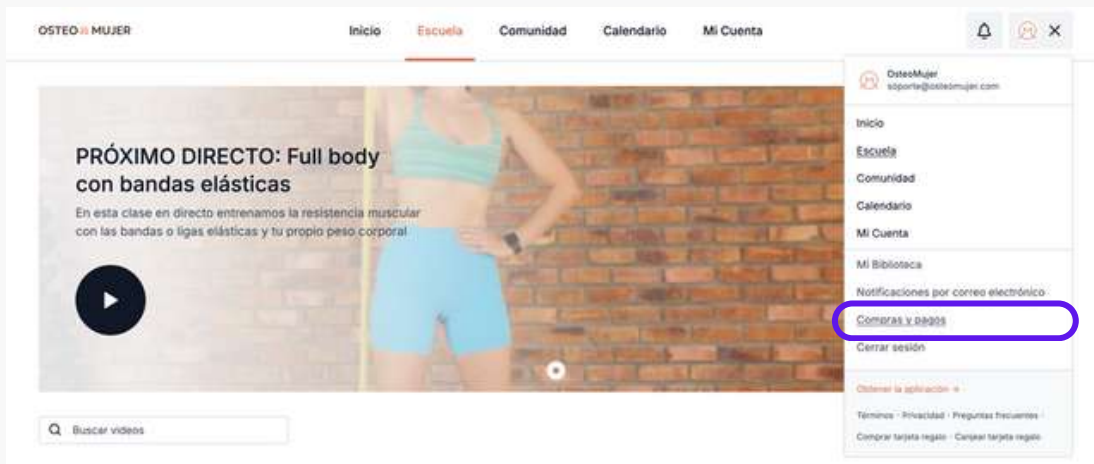 OSTEO MUJER
Inicio Escuela Comunidad Calendario Mi Cuenta
OsteoMujer
soporte@osteomujer.com
Inicio
Escuela
Comunidad
Calendario
Mi Cuenta
Mi Biblioteca
Notificaciones por correo electrónico
Compras y pagos
Cerrar sesión
Obtener la aplicación →
Términos · Privacidad · Preguntas frecuentes ·
Comprar tarjeta regalo · Canjear tarjeta regalo
PRÓXIMO DIRECTO: Full body
con bandas elásticas
En esta clase en directo entrenamos la resistencia muscular
con las bandas o ligas elásticas y tu propio peso corporal
Buscar videos